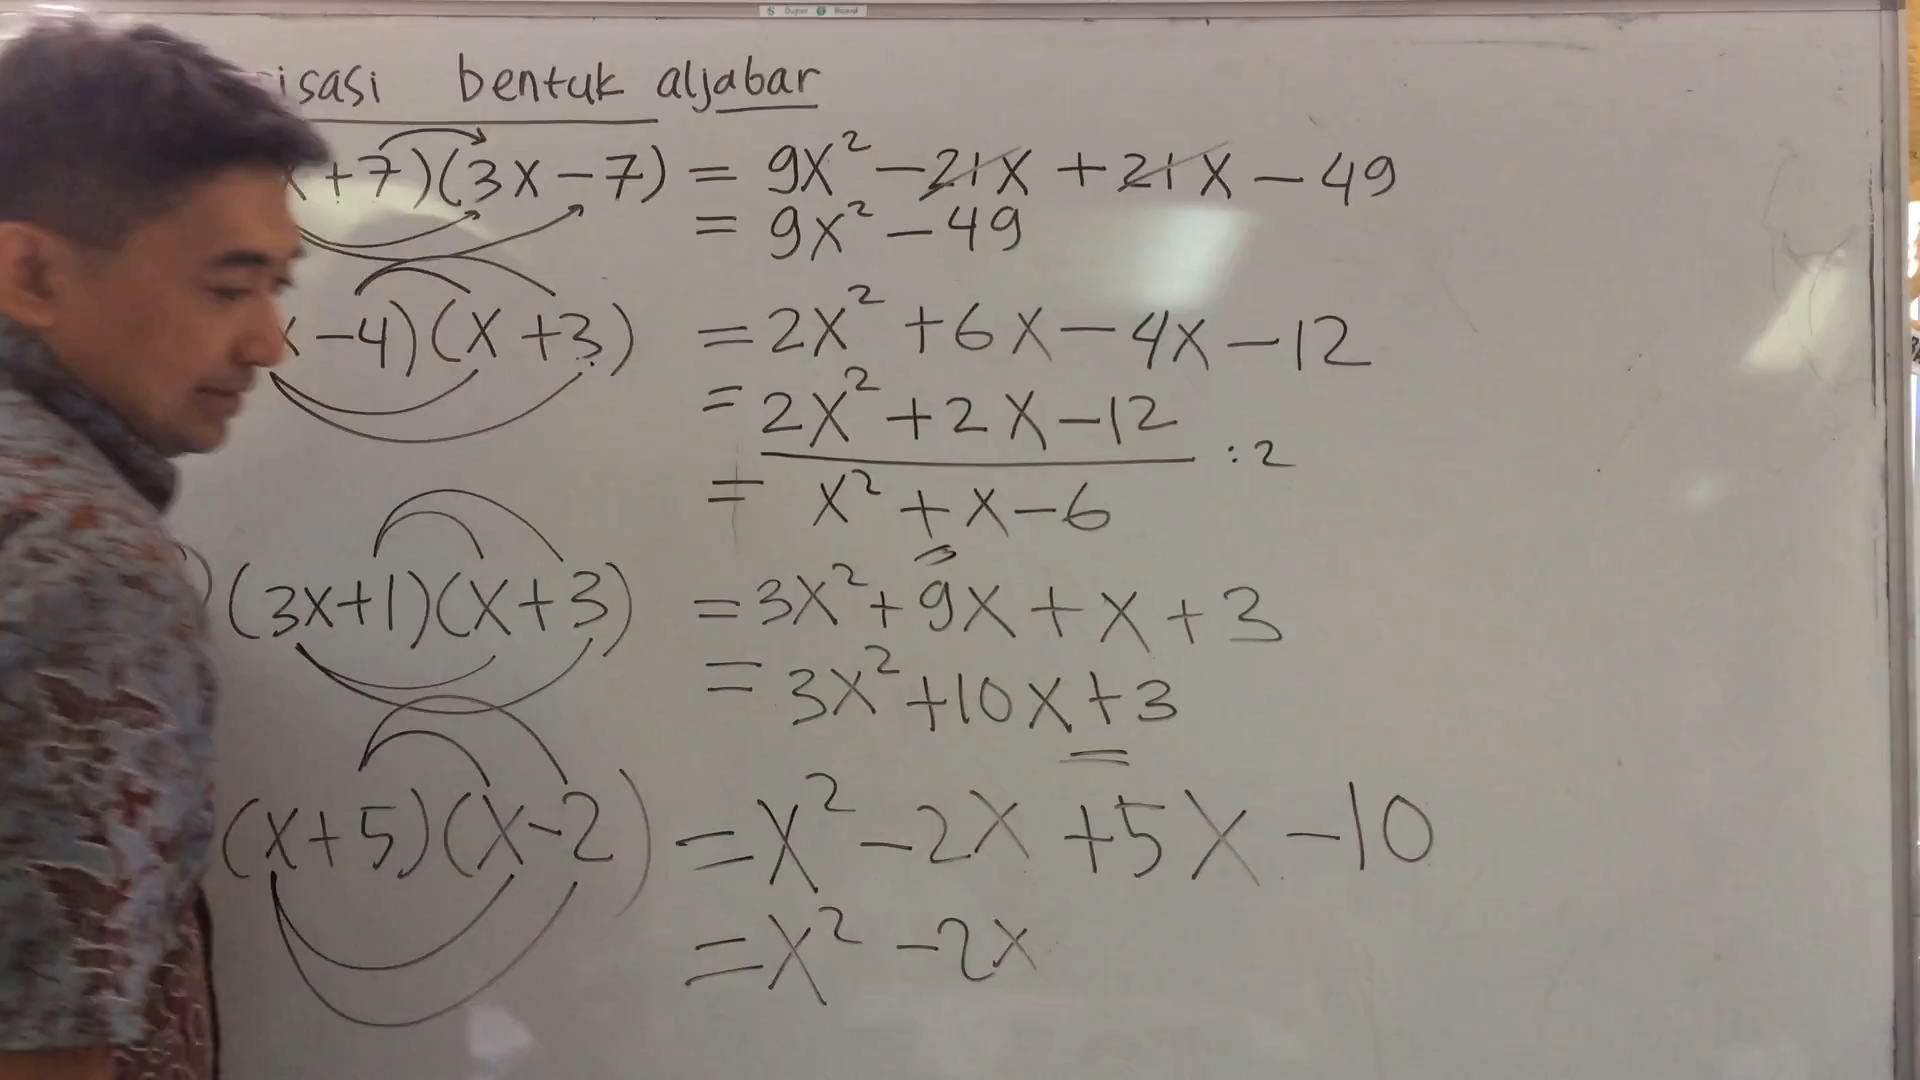 Super Board
isasi bentuk aljabar
x+7)(3x-7) = 9x² - 21x + 21x - 49
= 9x² - 49
x-4)(x+3) = 2x² + 6x - 4x - 12
= 2x² + 2x - 12 : 2
= x² + x - 6
)(3x+1)(x+3) = 3x² + 9x + x + 3
= 3x² + 10x + 3
(x+5)(x-2) = x² - 2x + 5x - 10
= x² - 2x